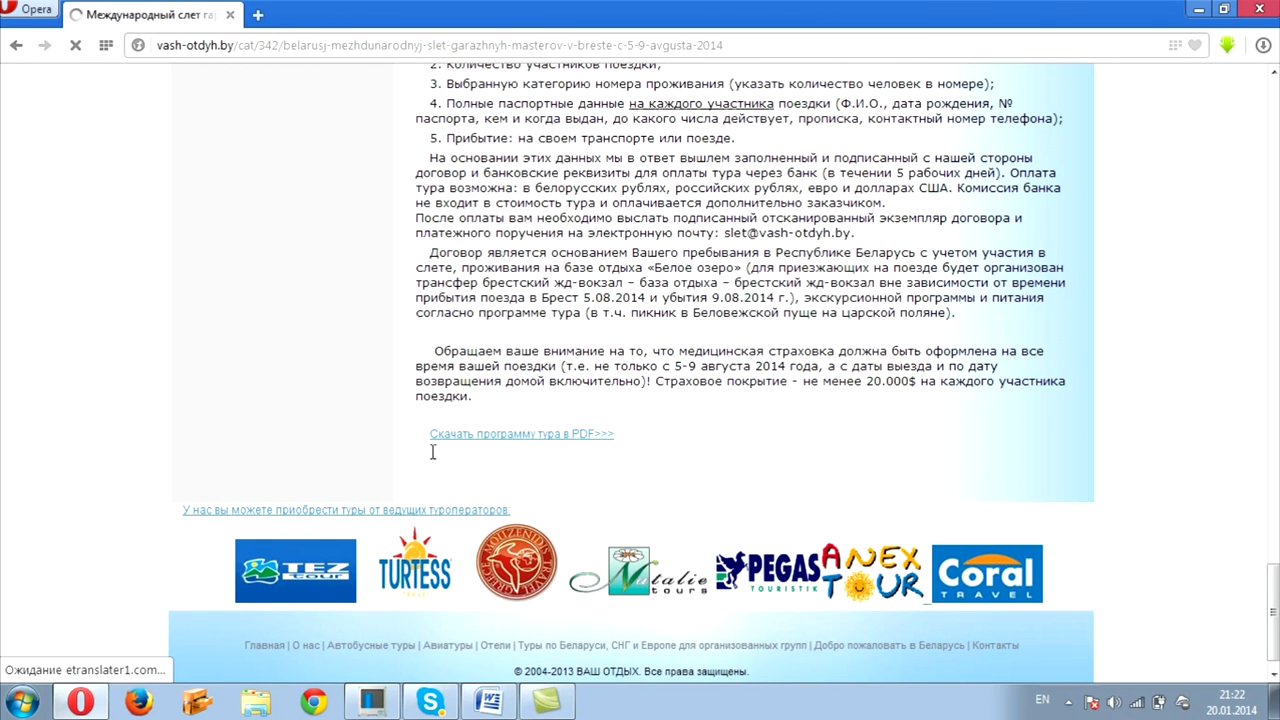 Opera
Международный слет га
vash-otdyh.by/cat/342/belarusj-mezhdunarodnyj-slet-garazhnyh-masterov-v-breste-c-5-9-avgusta-2014
2. Количество участников поездки;
3. Выбранную категорию номера проживания (указать количество человек в номере);
4. Полные паспортные данные на каждого участника поездки (Ф.И.О., дата рождения, №
паспорта, кем и когда выдан, до какого числа действует, прописка, контактный номер телефона);
5. Прибытие: на своем транспорте или поезде.
На основании этих данных мы в ответ вышлем заполненный и подписанный с нашей стороны
договор и банковские реквизиты для оплаты тура через банк (в течении 5 рабочих дней). Оплата
тура возможна: в белорусских рублях, российских рублях, евро и долларах США. Комиссия банка
не входит в стоимость тура и оплачивается дополнительно заказчиком.
После оплаты вам необходимо выслать подписанный отсканированный экземпляр договора и
платежного поручения на электронную почту: slet@vash-otdyh.by.
Договор является основанием Вашего пребывания в Республике Беларусь с учетом участия в
слете, проживания на базе отдыха «Белое озеро» (для приезжающих на поезде будет организован
трансфер брестский жд-вокзал – база отдыха – брестский жд-вокзал вне зависимости от времени
прибытия поезда в Брест 5.08.2014 и убытия 9.08.2014 г.), экскурсионной программы и питания
согласно программе тура (в т.ч. пикник в Беловежской пуще на царской поляне).
Обращаем ваше внимание на то, что медицинская страховка должна быть оформлена на все
время вашей поездки (т.е. не только с 5-9 августа 2014 года, а с даты выезда и по дату
возвращения домой включительно)! Страховое покрытие - не менее 20.000$ на каждого участника
поездки.
Скачать программу тура в PDF>>>
У нас вы можете приобрести туры от ведущих туроператоров:
TEZ TOUR
TURTESS TRAVEL
MOUZENIDIS TRAVEL GREECE
Natalie tours
PEGAS TOURISTIK
ANEX TOUR
Coral TRAVEL
Главная | О нас | Автобусные туры | Авиатуры | Отели | Туры по Беларуси, СНГ и Европе для организованных групп | Добро пожаловать в Беларусь | Контакты
© 2004-2013 ВАШ ОТДЫХ. Все права защищены.
Ожидание etranslater1.com...
EN
21:22
20.01.2014